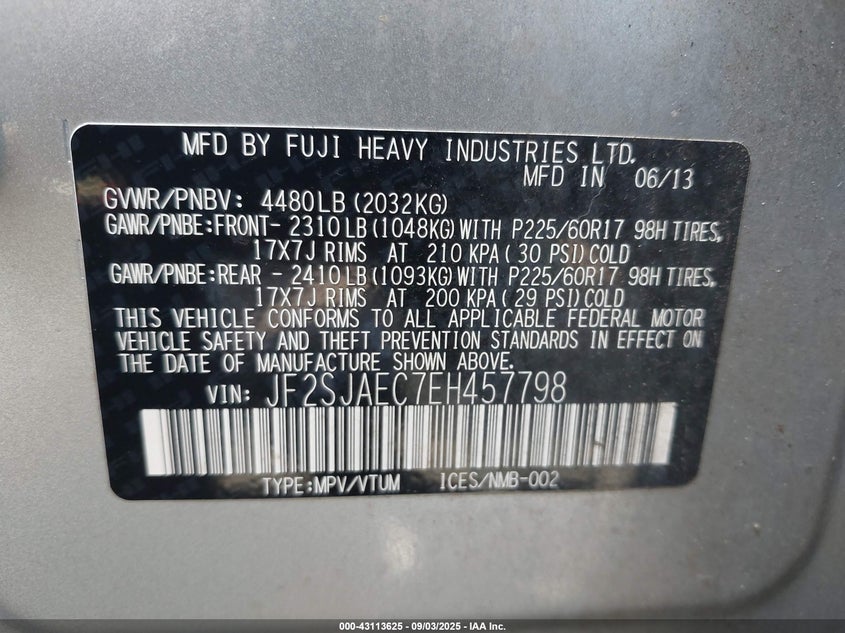 MFD BY FUJI HEAVY INDUSTRIES LTD.
MFD IN 06/13
GVWR/PNBV: 4480LB(2032KG)
GAWR/PNBE:FRONT- 2310LB(1048KG)WITH P225/60R17 98H TIRES,
17X7J RIMS AT 210 KPA( 30 PSI)COLD
GAWR/PNBE:REAR - 2410LB(1093KG)WITH P225/60R17 98H TIRES,
17X7J RIMS AT 200 KPA( 29 PSI)COLD
THIS VEHICLE CONFORMS TO ALL APPLICABLE FEDERAL MOTOR
VEHICLE SAFETY AND THEFT PREVENTION STANDARDS IN EFFECT ON
THE DATE OF MANUFACTURE SHOWN ABOVE.
VIN: JF2SJAEC7EH457798
TYPE:MPV/VTUM ICES/NMB-002
000-43113625 - 09/03/2025 - IAA Inc.